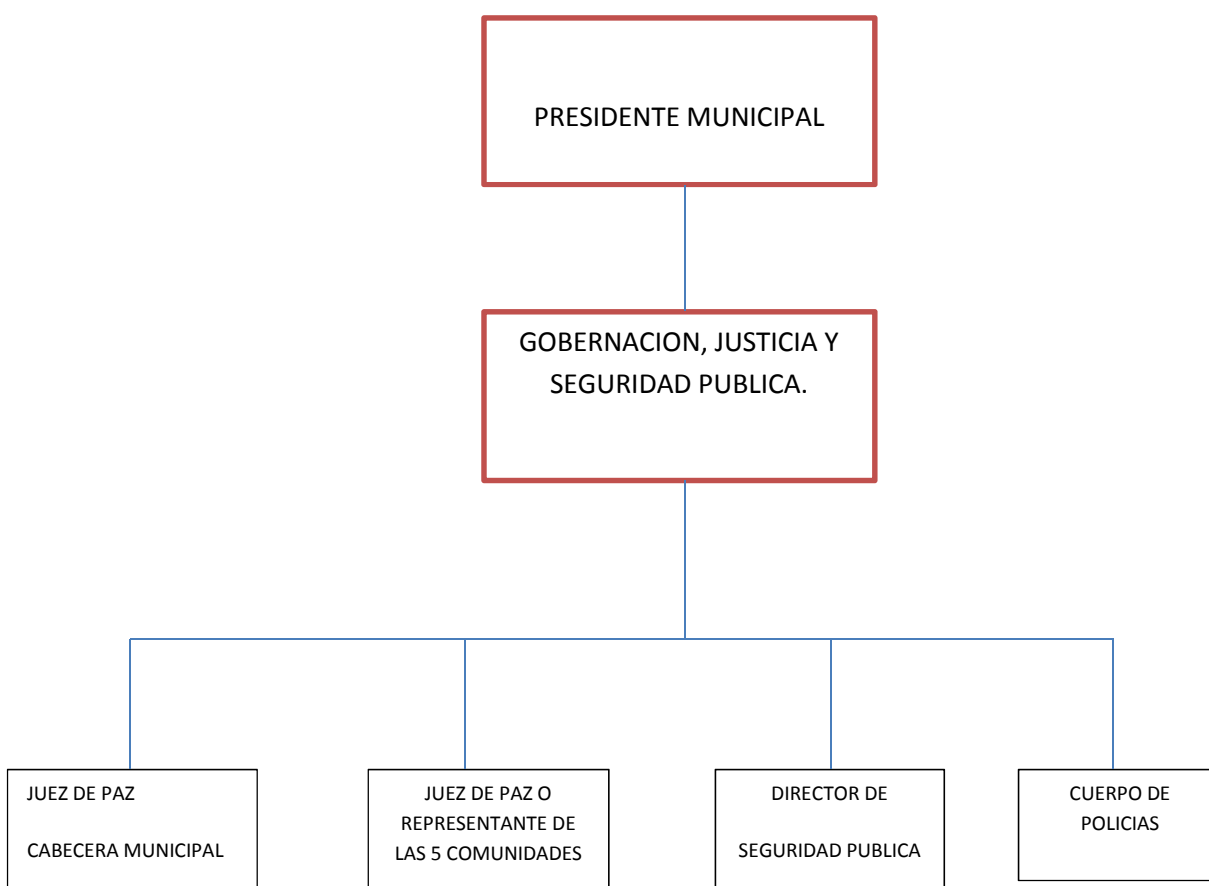 PRESIDENTE MUNICIPAL
GOBERNACION, JUSTICIA Y
SEGURIDAD PUBLICA.
JUEZ DE PAZ
CABECERA MUNICIPAL
JUEZ DE PAZ O
REPRESENTANTE DE
LAS 5 COMUNIDADES
DIRECTOR DE
SEGURIDAD PUBLICA
CUERPO DE
POLICIAS